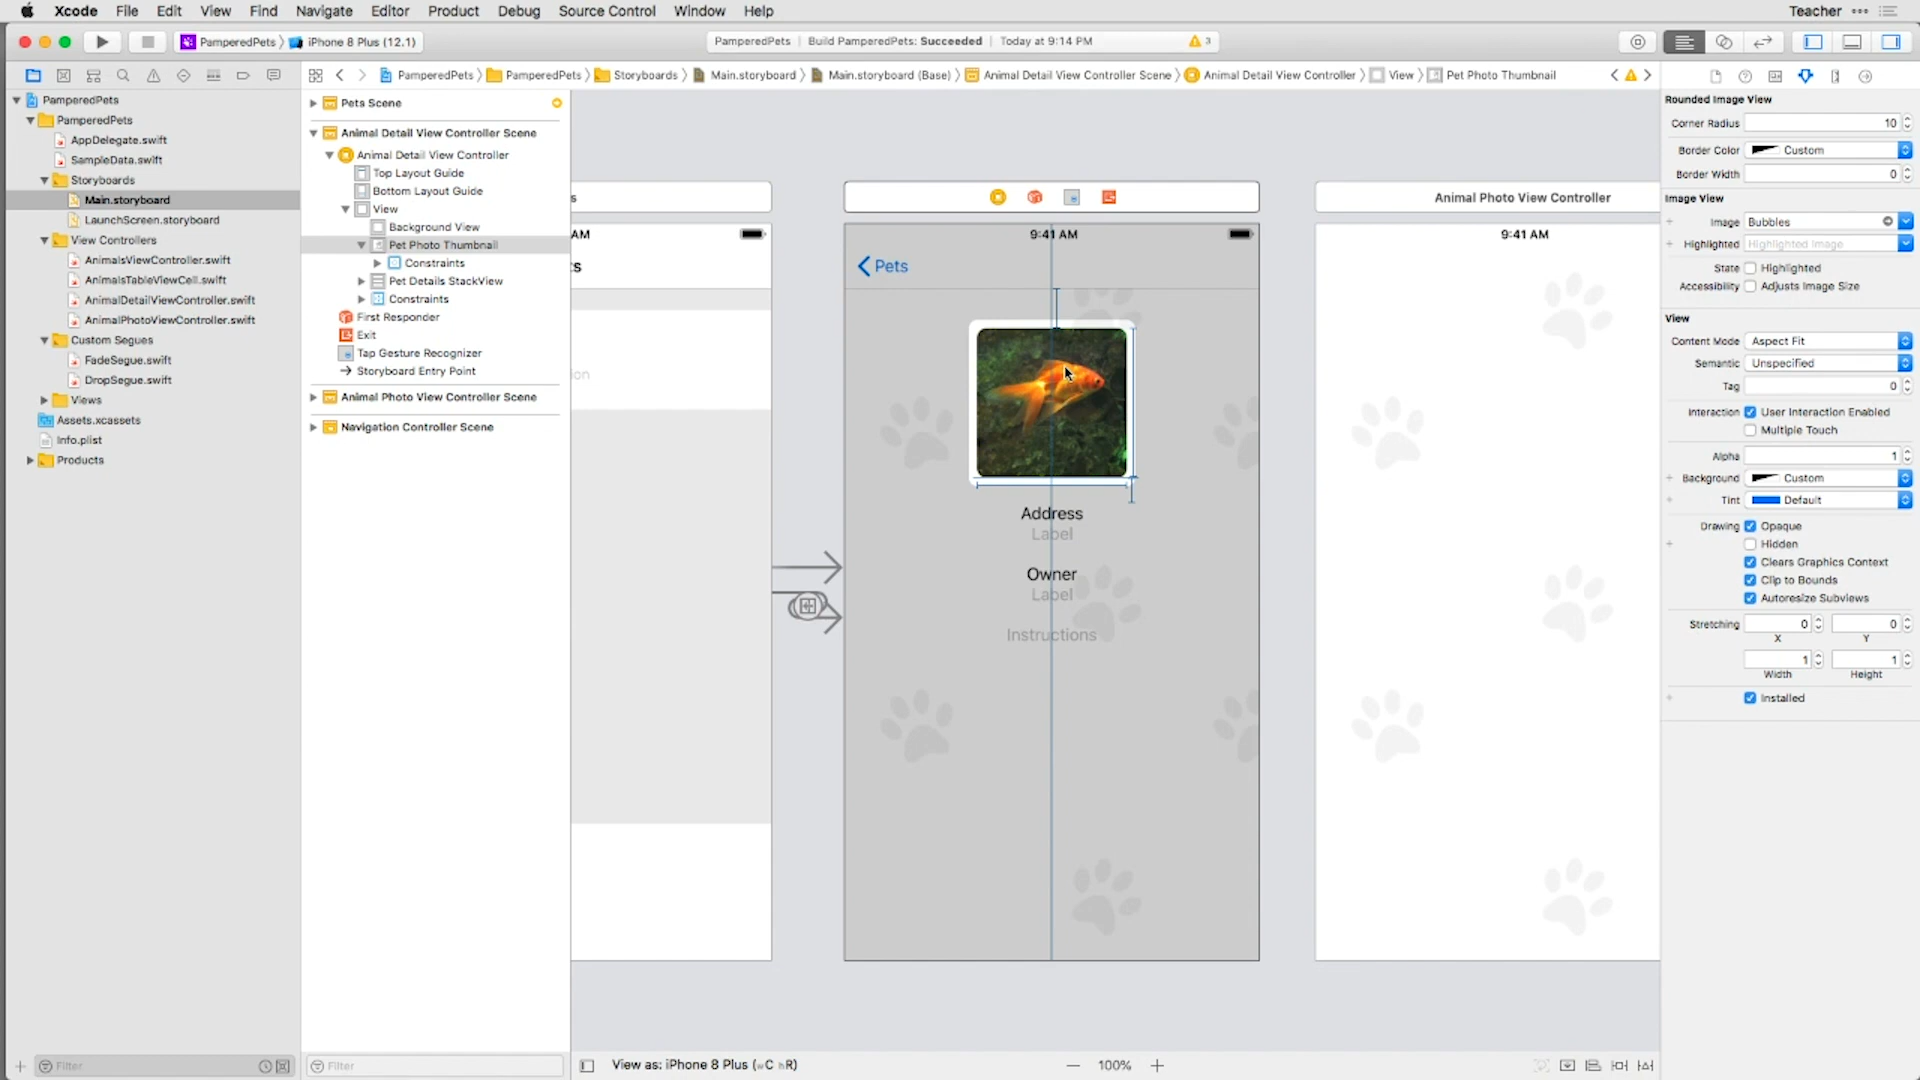 Xcode File Edit View Find Navigate Editor Product Debug Source Control Window Help Teacher
PamperedPets iPhone 8 Plus (12.1) PamperedPets Build PamperedPets: Succeeded Today at 9:14 PM 3
PamperedPets PamperedPets Storyboards Main.storyboard Main.storyboard (Base) Animal Detail View Controller Scene Animal Detail View Controller View Pet Photo Thumbnail
PamperedPets
PamperedPets
AppDelegate.swift
SampleData.swift
Storyboards
Main.storyboard
LaunchScreen.storyboard
View Controllers
AnimalsViewController.swift
AnimalsTableViewCell.swift
AnimalDetailViewController.swift
AnimalPhotoViewController.swift
Custom Segues
FadeSegue.swift
DropSegue.swift
Views
Assets.xcassets
Info.plist
Products
Filter
Pets Scene
Animal Detail View Controller Scene
Animal Detail View Controller
Top Layout Guide
Bottom Layout Guide
View
Background View
Pet Photo Thumbnail
Constraints
Pet Details StackView
Constraints
First Responder
Exit
Tap Gesture Recognizer
Storyboard Entry Point
Animal Photo View Controller Scene
Navigation Controller Scene
Filter
s
AM
ts
ion
9:41 AM
Pets
Address
Label
Owner
Label
Instructions
Animal Photo View Controller
9:41 AM
View as: iPhone 8 Plus (wC hR)
100%
Rounded Image View
Corner Radius 10
Border Color Custom
Border Width 0
Image View
Image Bubbles
Highlighted Highlighted Image
State Highlighted
Accessibility Adjusts Image Size
View
Content Mode Aspect Fit
Semantic Unspecified
Tag 0
Interaction User Interaction Enabled
Multiple Touch
Alpha 1
Background Custom
Tint Default
Drawing Opaque
Hidden
Clears Graphics Context
Clip to Bounds
Autoresize Subviews
Stretching 0 0
X Y
1 1
Width Height
Installed